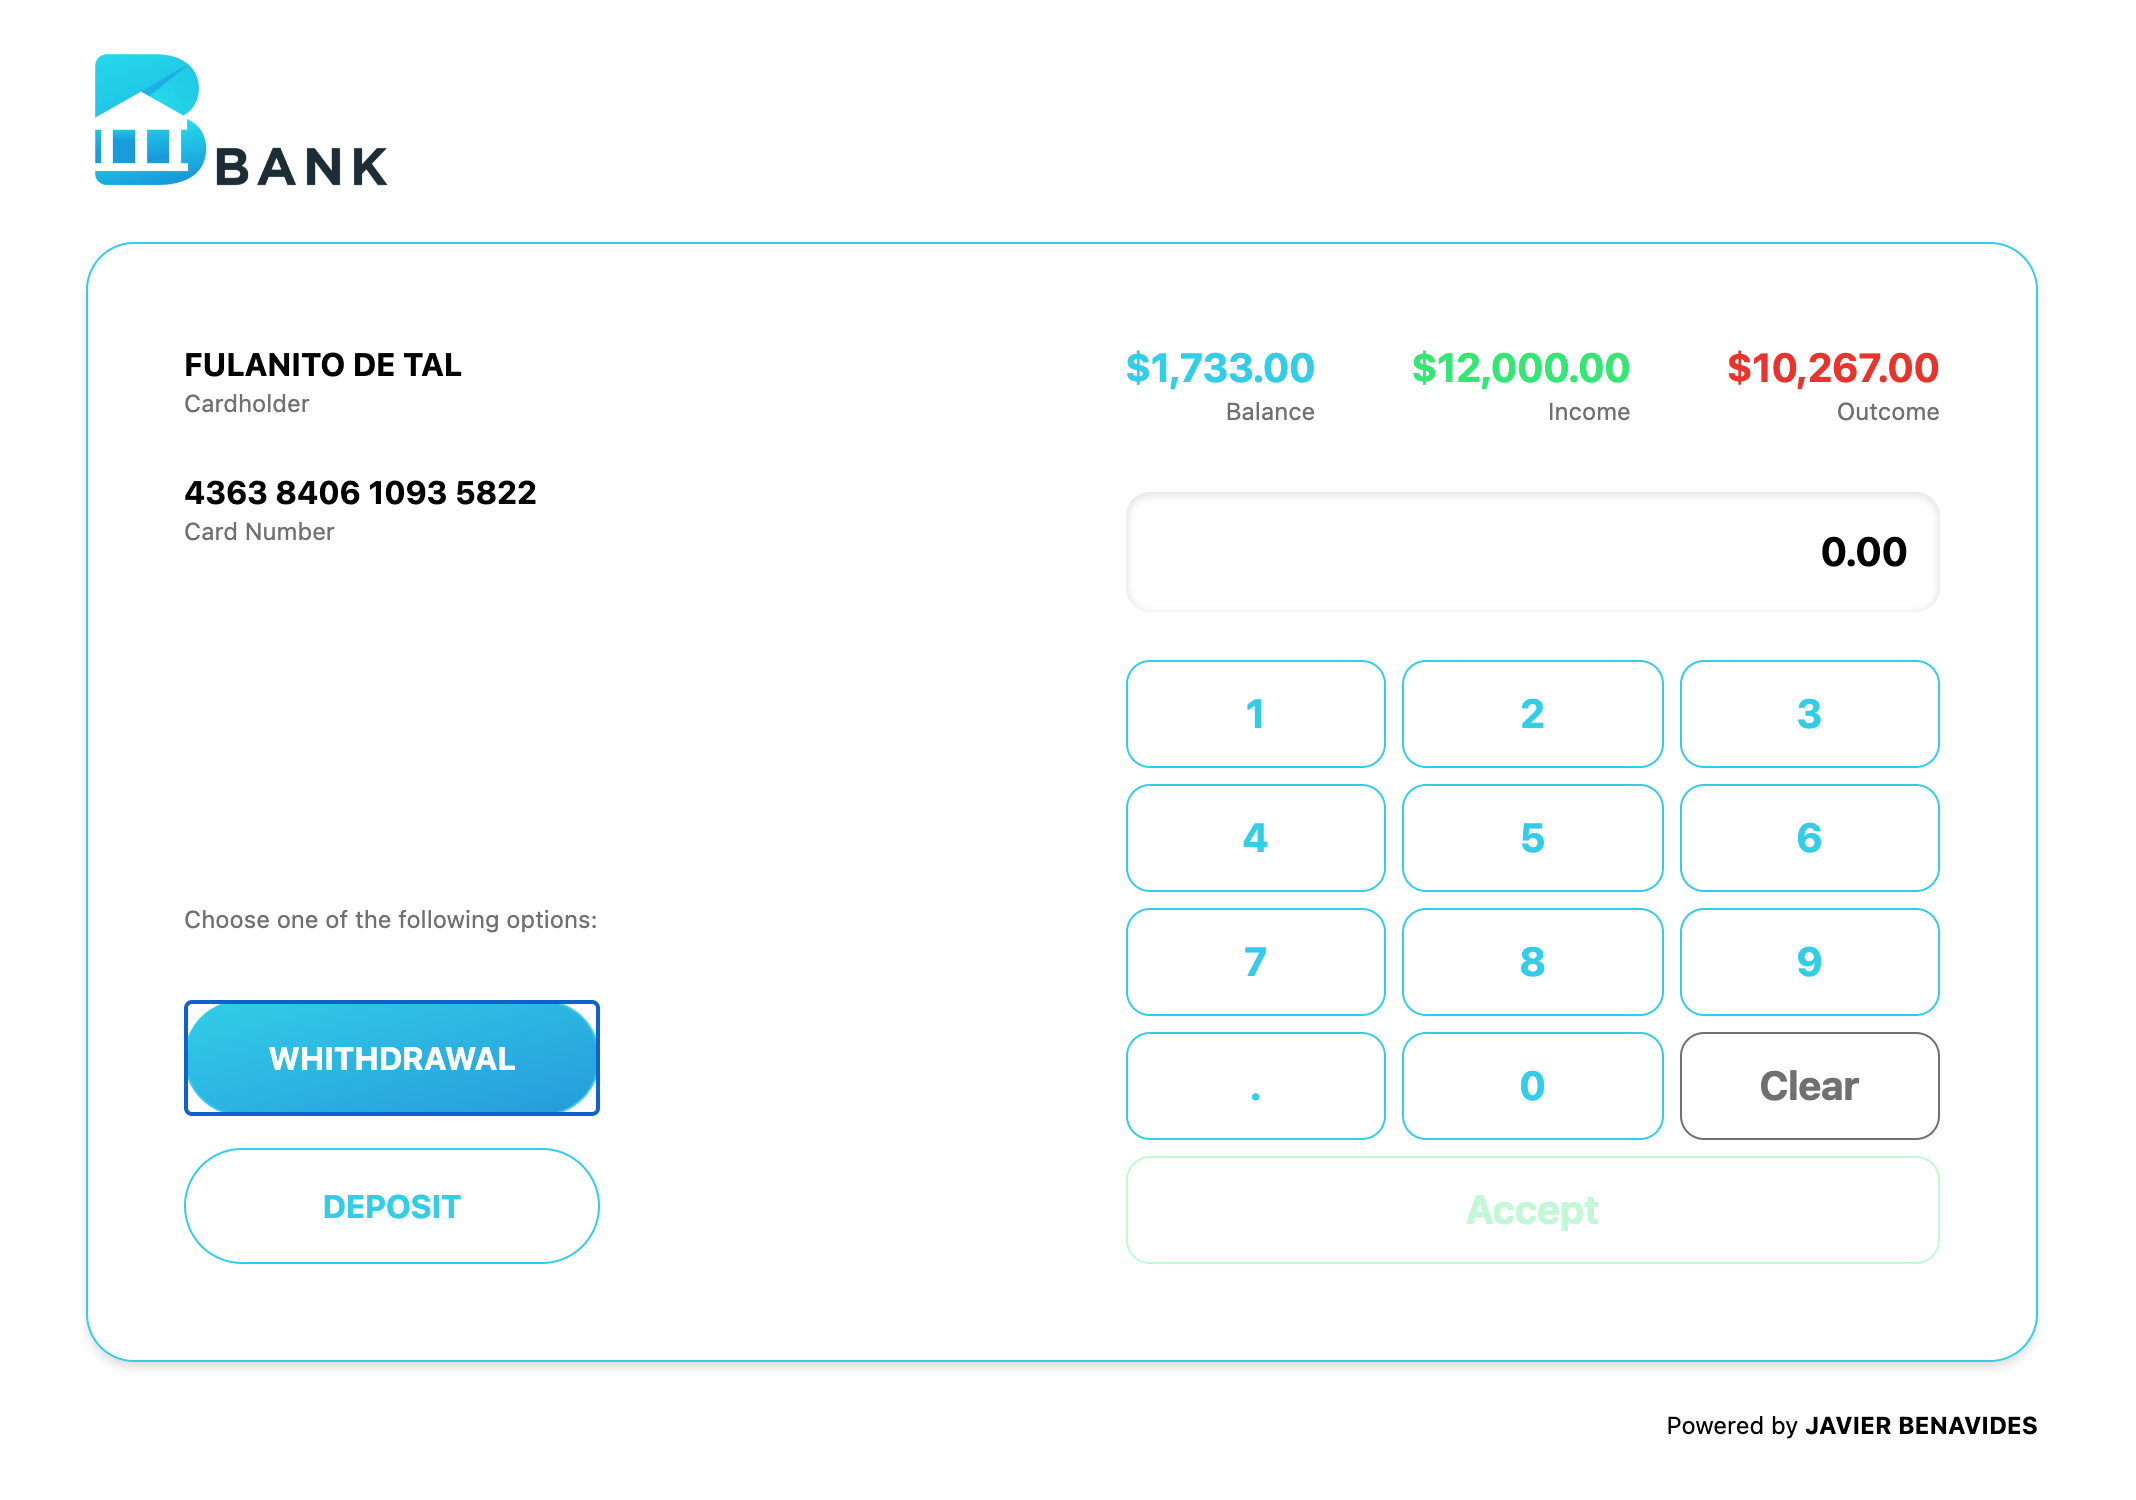 BANK
FULANITO DE TAL
Cardholder
4363 8406 1093 5822
Card Number
Choose one of the following options:
WHITHDRAWAL
DEPOSIT
$1,733.00 $12,000.00 $10,267.00
Balance Income Outcome
0.00
1 2 3
4 5 6
7 8 9
. 0 Clear
Accept
Powered by JAVIER BENAVIDES